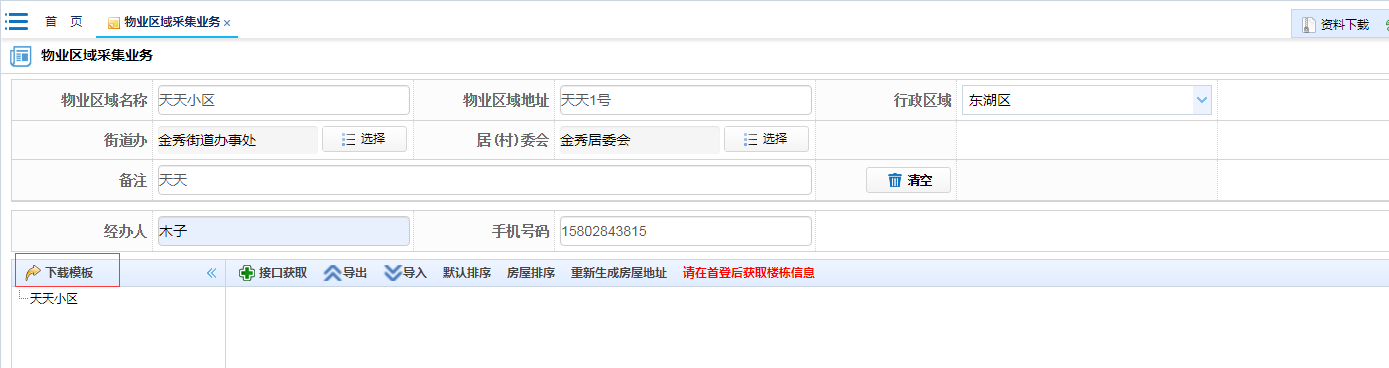 首 页 物业区域采集业务 × 资料下载
物业区域采集业务
物业区域名称 天天小区 物业区域地址 天天1号 行政区域 东湖区
街道办 金秀街道办事处 选择 居(村)委会 金秀居委会 选择
备注 天天 清空
经办人 木子 手机号码 15802843815
下载模板 « 接口获取 导出 导入 默认排序 房屋排序 重新生成房屋地址 请在首登后获取楼栋信息
天天小区